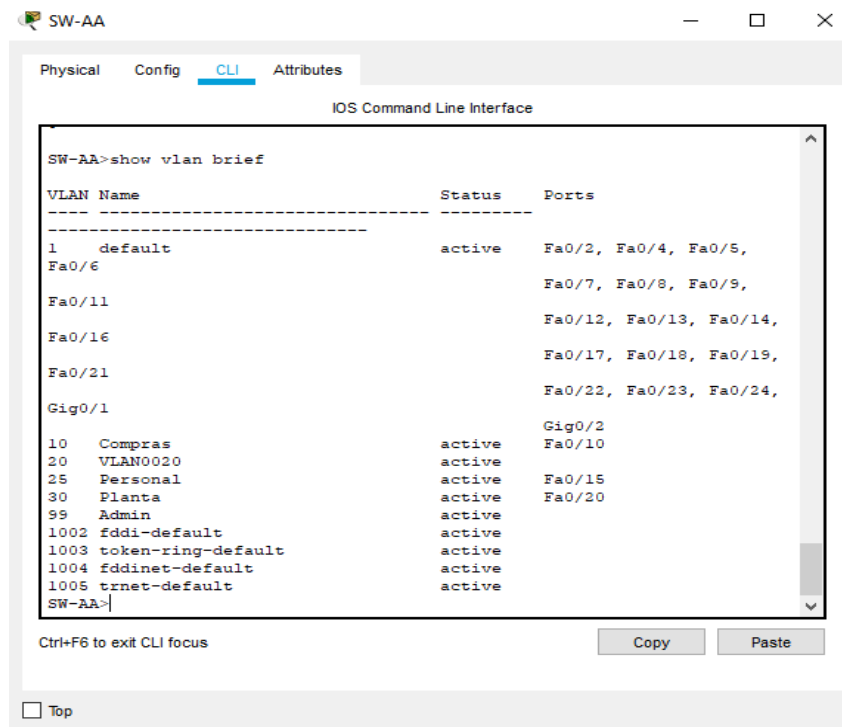 SW-AA
Physical Config CLI Attributes
IOS Command Line Interface
SW-AA>show vlan brief
VLAN Name Status Ports
---- -------------------------------- ---------
-------------------------------
1 default active Fa0/2, Fa0/4, Fa0/5,
Fa0/6
Fa0/7, Fa0/8, Fa0/9,
Fa0/11
Fa0/12, Fa0/13, Fa0/14,
Fa0/16
Fa0/17, Fa0/18, Fa0/19,
Fa0/21
Fa0/22, Fa0/23, Fa0/24,
Gig0/1
Gig0/2
10 Compras active Fa0/10
20 VLAN0020 active
25 Personal active Fa0/15
30 Planta active Fa0/20
99 Admin active
1002 fddi-default active
1003 token-ring-default active
1004 fddinet-default active
1005 trnet-default active
SW-AA>
Ctrl+F6 to exit CLI focus Copy Paste
Top